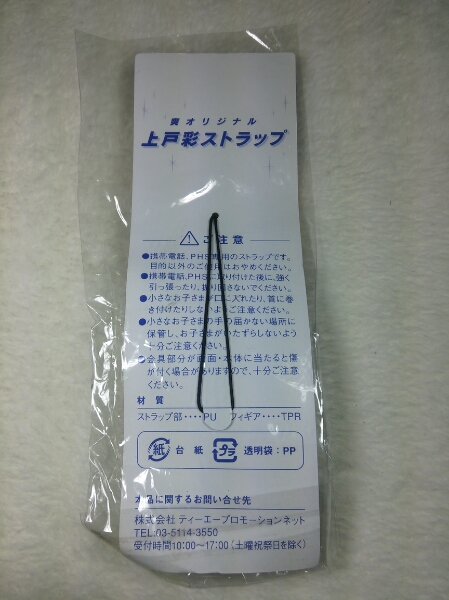 爽オリジナル
上戸彩ストラップ
ご注意
●携帯電話、PHS専用のストラップです。
目的以外のご使用はおやめください。
●携帯電話、PHSに取り付けた後に、強く
引っ張ったり、振り回さないでください。
●小さなお子さまが口に入れたり、首に巻
き付けたりしないようご注意ください。
●小さなお子さまの手の届かない場所に
保管し、お子さまがいたずらしないよう
十分ご注意ください。
●金具部分が画面・本体に当たると傷
が付く場合がありますので、十分ご注意
ください。
材 質
ストラップ部‥‥PU フィギア‥‥TPR
紙 台 紙 プラ 透明袋:PP
本品に関するお問い合せ先
株式会社 ティーエープロモーションネット
TEL:03-5114-3550
受付時間10:00〜17:00(土曜祝祭日を除く)